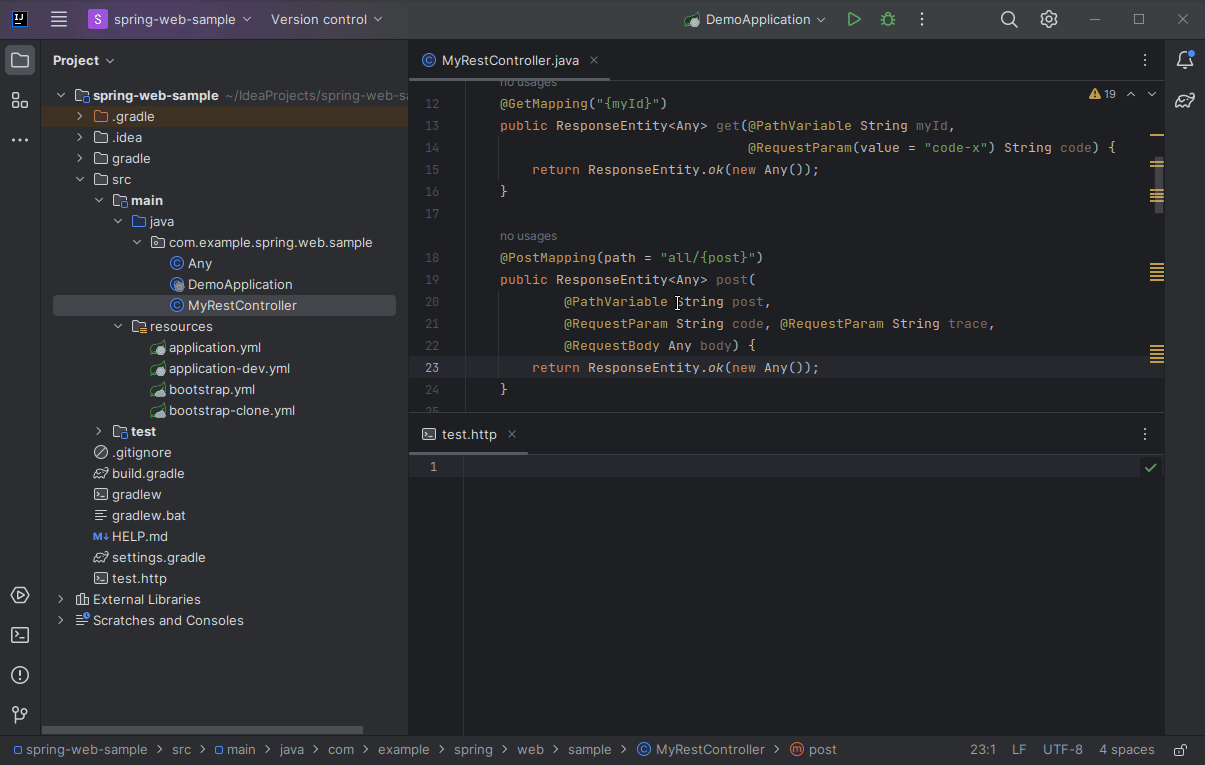 IJ
S spring-web-sample Version control DemoApplication
Project
spring-web-sample ~/IdeaProjects/spring-web-sa
.gradle
.idea
gradle
src
main
java
com.example.spring.web.sample
C Any
DemoApplication
C MyRestController
resources
application.yml
application-dev.yml
bootstrap.yml
bootstrap-clone.yml
test
.gitignore
build.gradle
gradlew
gradlew.bat
M↓ HELP.md
settings.gradle
test.http
External Libraries
Scratches and Consoles
C MyRestController.java
no usages
19
12 @GetMapping("{myId}")
13 public ResponseEntity<Any> get(@PathVariable String myId,
14 @RequestParam(value = "code-x") String code) {
15 return ResponseEntity.ok(new Any());
16 }
17
no usages
18 @PostMapping(path = "all/{post}")
19 public ResponseEntity<Any> post(
20 @PathVariable String post,
21 @RequestParam String code, @RequestParam String trace,
22 @RequestBody Any body) {
23 return ResponseEntity.ok(new Any());
24 }
25
test.http
1
spring-web-sample > src > main > java > com > example > spring > web > sample > C MyRestController > m post 23:1 LF UTF-8 4 spaces